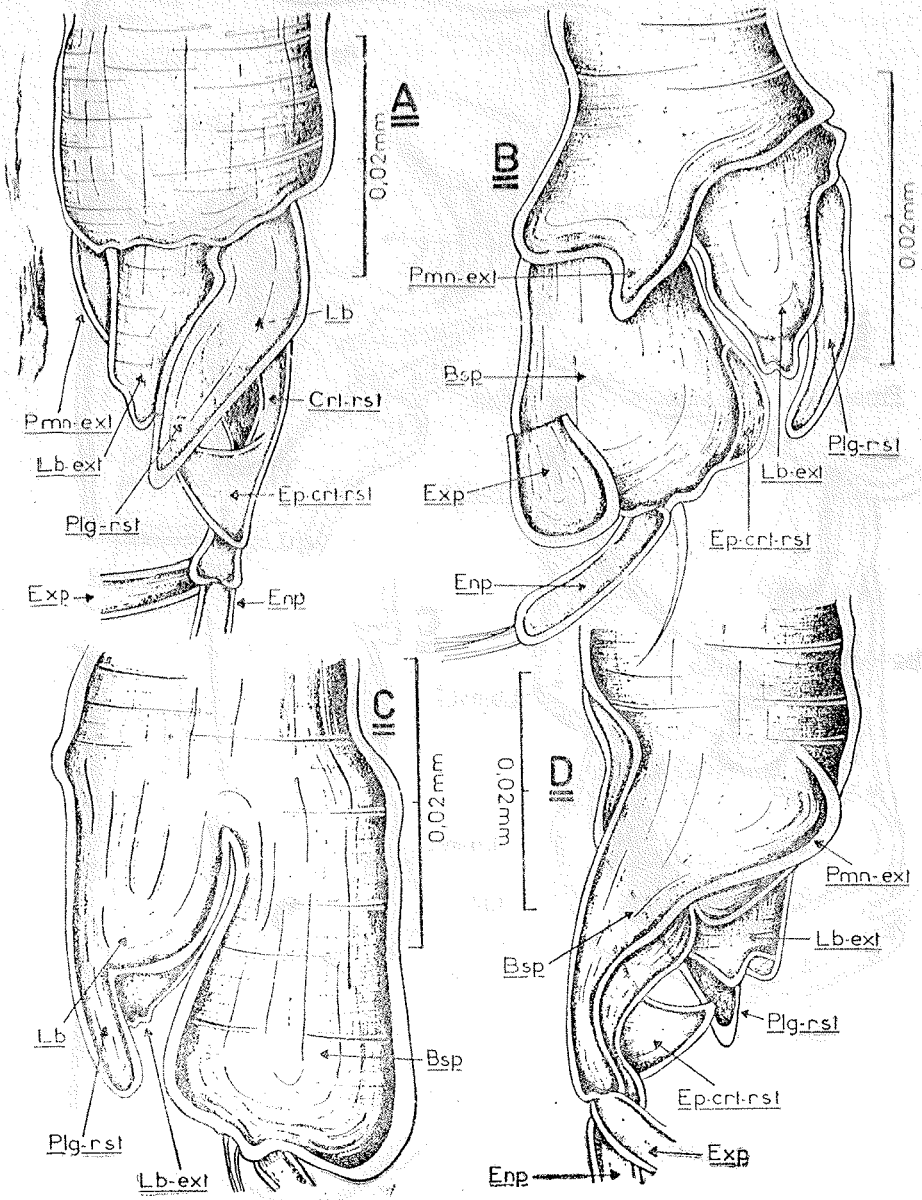 A
0,02mm
Lb
Pmn-ext
Crl-rst
Lb-ext
Ep-crl-rst
Plg-rst
Exp
Enp
B
0,02mm
Pmn-ext
Bsp
Plg-rst
Lb-ext
Exp
Ep-crl-rst
Enp
C
0,02mm
Lb
Bsp
Plg-rst
Lb-ext
D
0,02mm
Pmn-ext
Lb-ext
Bsp
Plg-rst
Ep-crl-rst
Exp
Enp